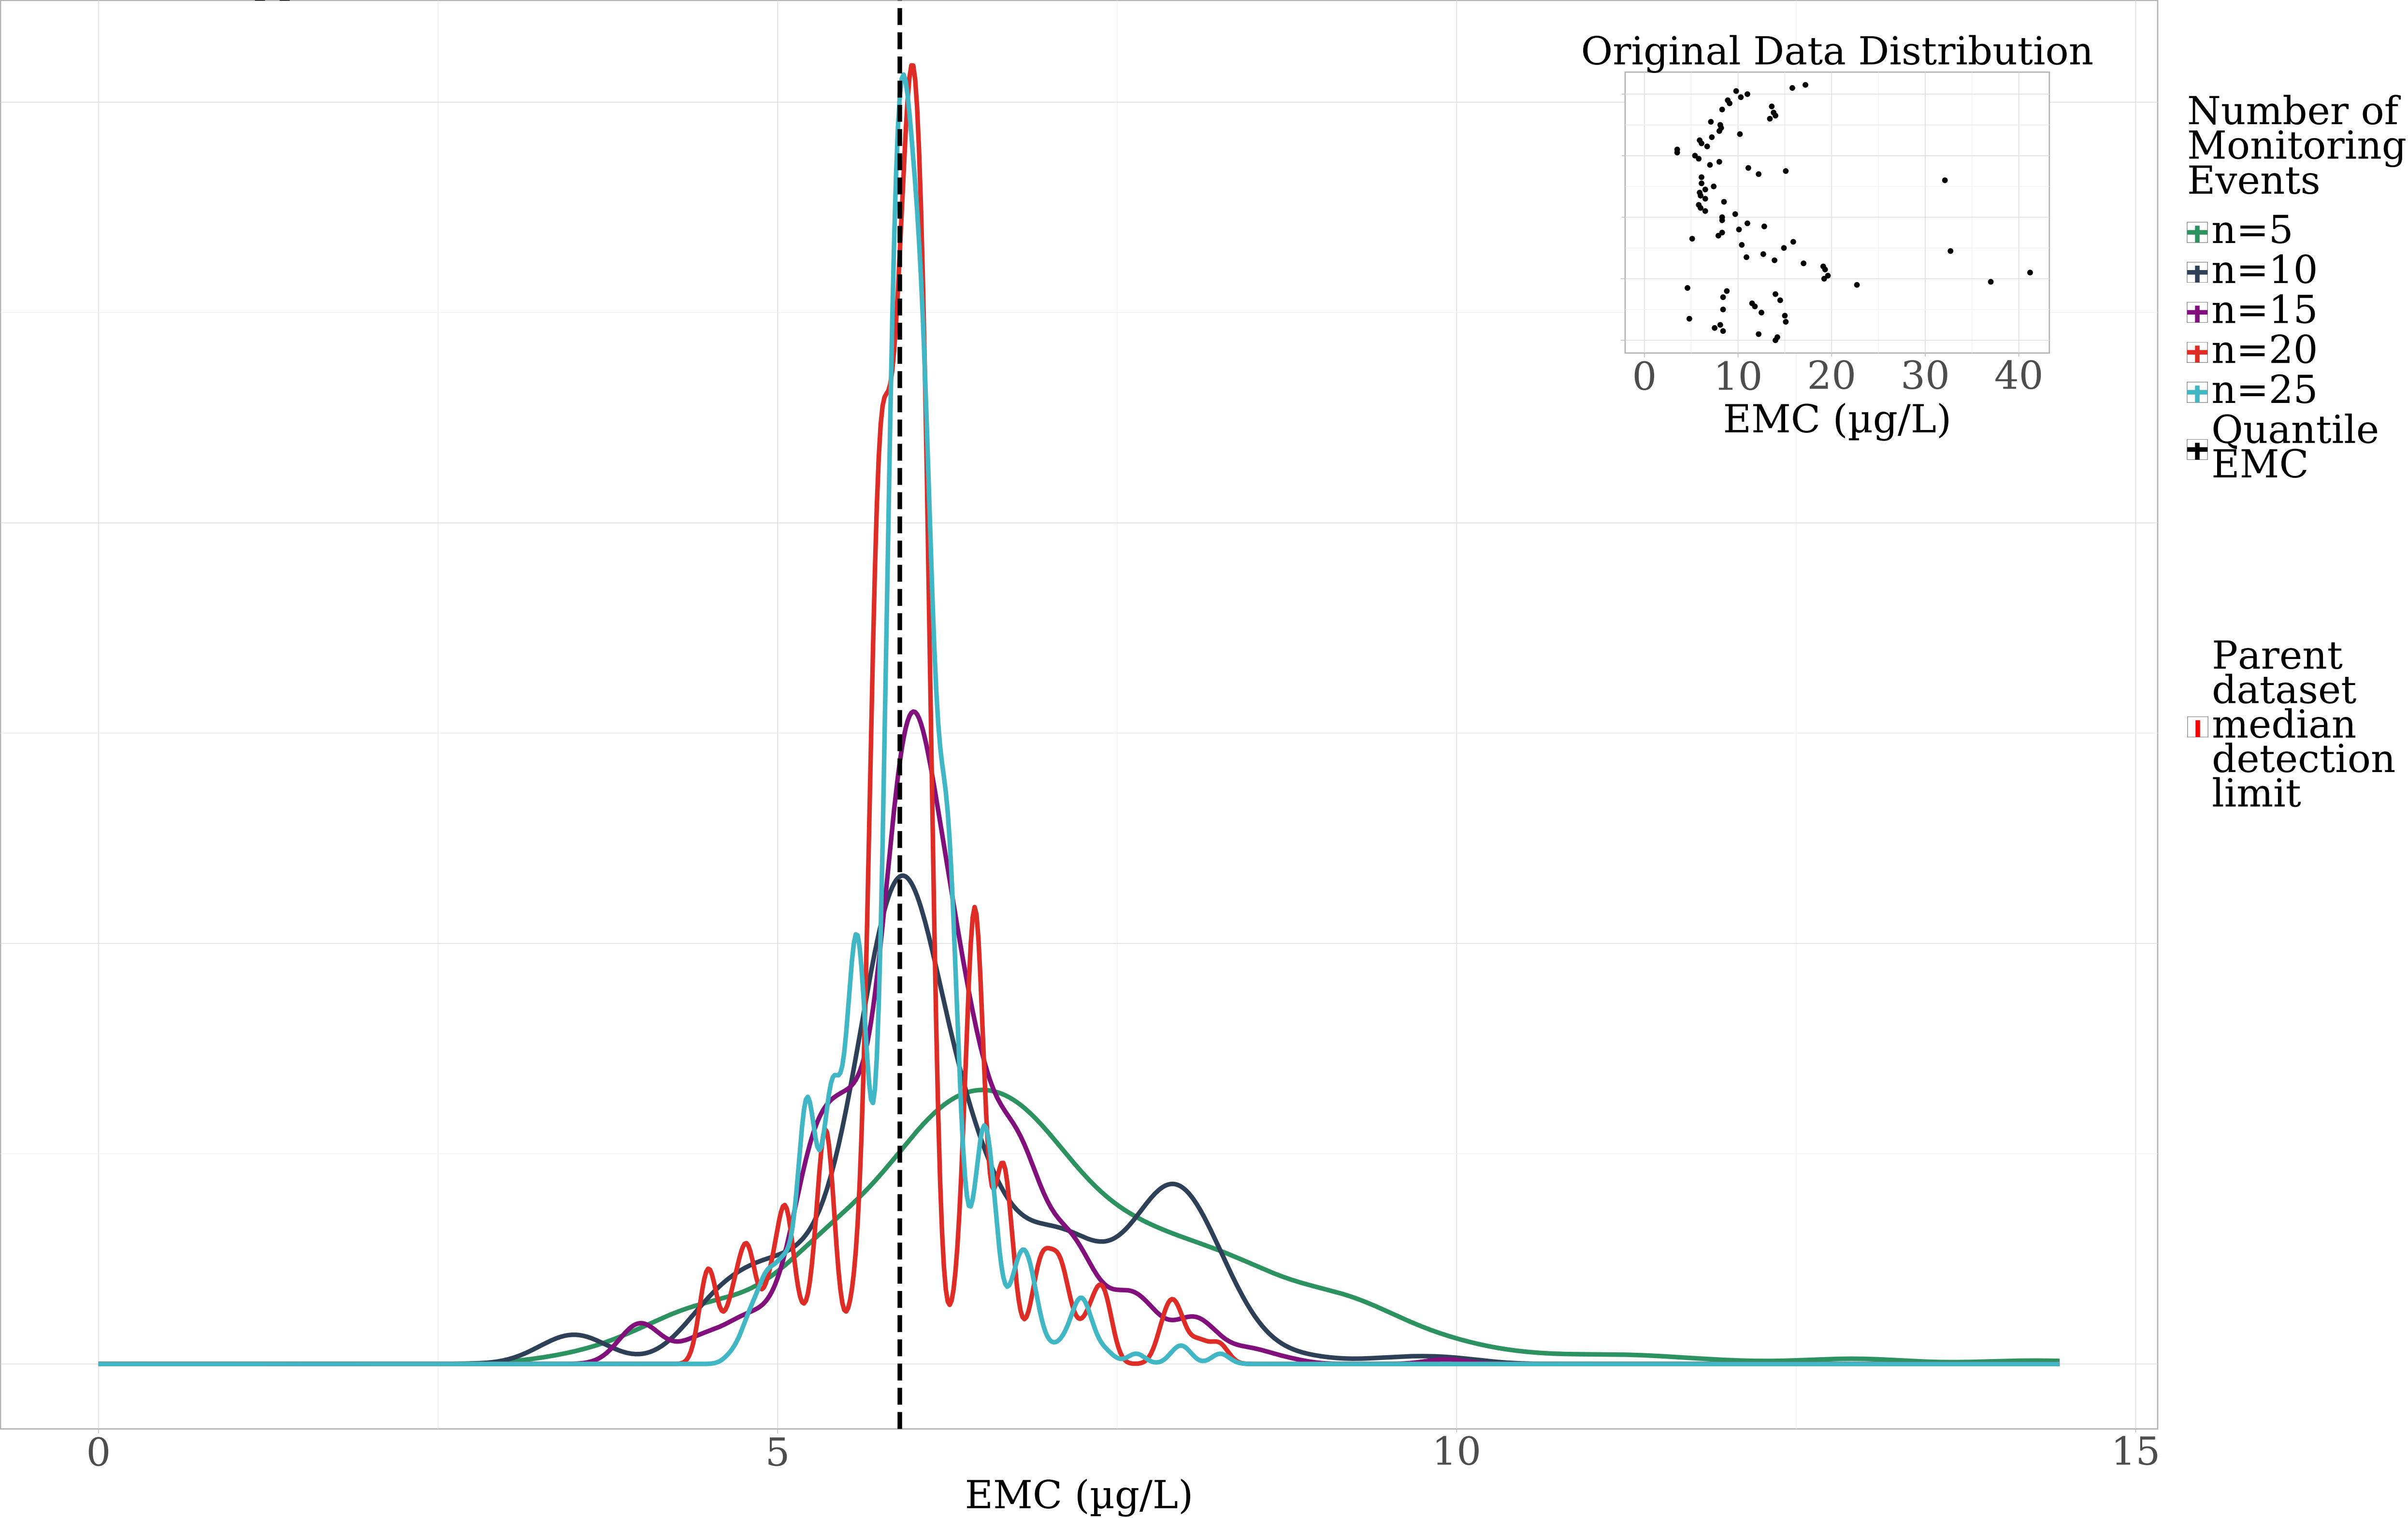 Original Data Distribution
0 10 20 30 40
EMC (µg/L)
Number of
Monitoring
Events
n=5
n=10
n=15
n=20
n=25
Quantile
EMC
Parent
dataset
median
detection
limit
0 5 10 15
EMC (µg/L)